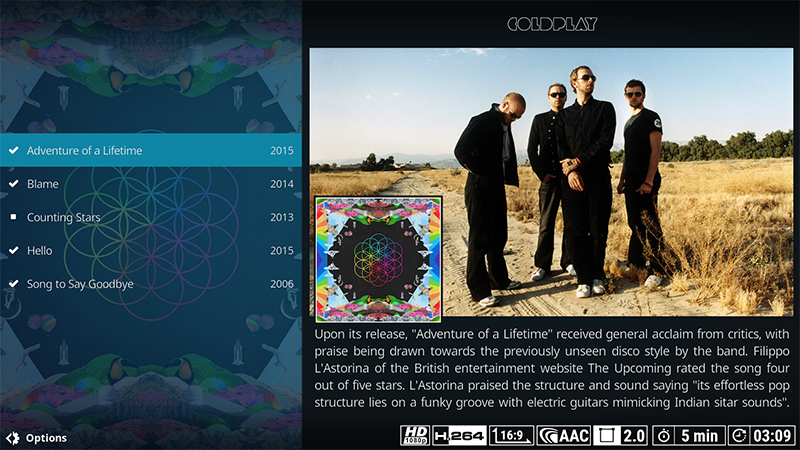 COLDPLAY
Adventure of a Lifetime 2015
Blame 2014
Counting Stars 2013
Hello 2015
Song to Say Goodbye 2006
Upon its release, "Adventure of a Lifetime" received general acclaim from critics, with
praise being drawn towards the previously unseen disco style by the band. Filippo
L'Astorina of the British entertainment website The Upcoming rated the song four
out of five stars. L'Astorina praised the structure and sound saying "its effortless pop
structure lies on a funky groove with electric guitars mimicking Indian sitar sounds".
Options
HD 1080p H.264 16:9 AAC 2.0 5 min 03:09